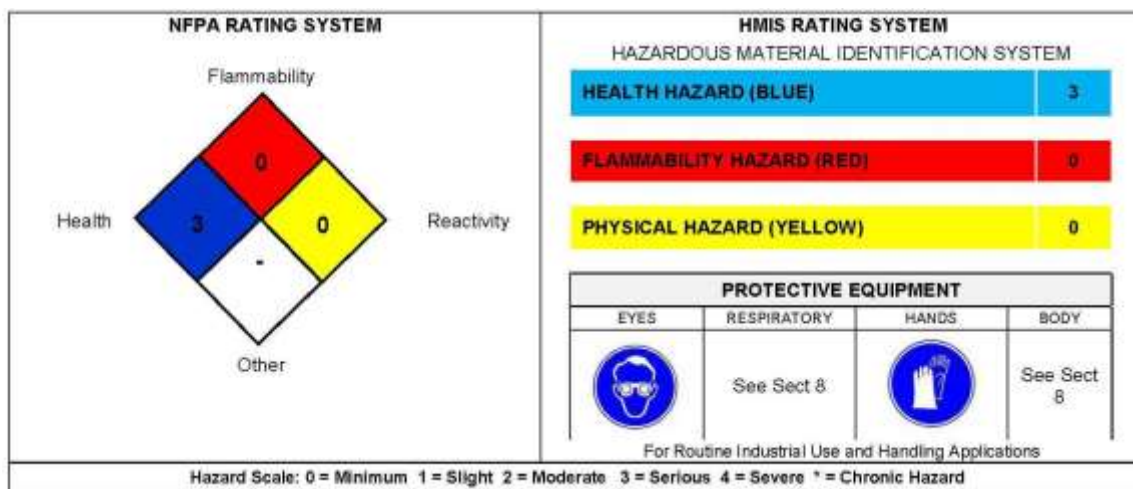 NFPA RATING SYSTEM
Flammability
0
Health
3
0
Reactivity
-
Other
HMIS RATING SYSTEM
HAZARDOUS MATERIAL IDENTIFICATION SYSTEM
HEALTH HAZARD (BLUE) 3
FLAMMABILITY HAZARD (RED) 0
PHYSICAL HAZARD (YELLOW) 0
PROTECTIVE EQUIPMENT
EYES RESPIRATORY HANDS BODY
See Sect 8
See Sect
8
For Routine Industrial Use and Handling Applications
Hazard Scale: 0 = Minimum 1 = Slight 2 = Moderate 3 = Serious 4 = Severe * = Chronic Hazard